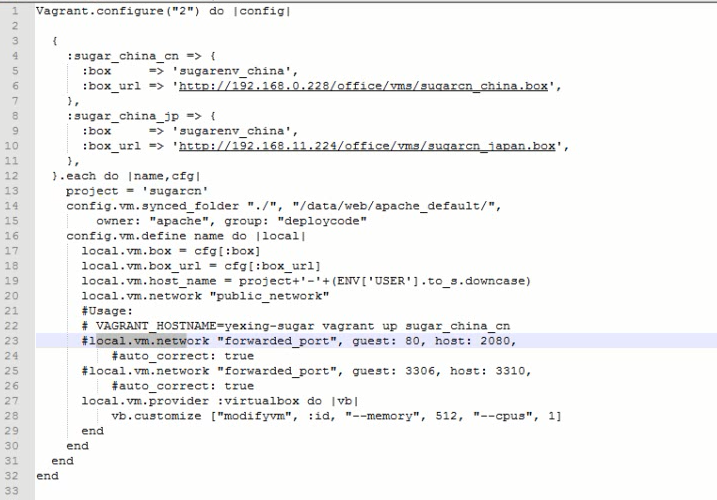 1 Vagrant.configure("2") do |config|
2
3 {
4 :sugar_china_cn => {
5 :box => 'sugarenv_china',
6 :box_url => 'http://192.168.0.228/office/vms/sugarcn_china.box',
7 },
8 :sugar_china_jp => {
9 :box => 'sugarenv_china',
10 :box_url => 'http://192.168.11.224/office/vms/sugarcn_japan.box',
11 },
12 }.each do |name,cfg|
13 project = 'sugarcn'
14 config.vm.synced_folder "./", "/data/web/apache_default/",
15 owner: "apache", group: "deploycode"
16 config.vm.define name do |local|
17 local.vm.box = cfg[:box]
18 local.vm.box_url = cfg[:box_url]
19 local.vm.host_name = project+'-'+(ENV['USER'].to_s.downcase)
20 local.vm.network "public_network"
21 #Usage:
22 # VAGRANT_HOSTNAME=yexing-sugar vagrant up sugar_china_cn
23 #local.vm.network "forwarded_port", guest: 80, host: 2080,
24 #auto_correct: true
25 #local.vm.network "forwarded_port", guest: 3306, host: 3310,
26 #auto_correct: true
27 local.vm.provider :virtualbox do |vb|
28 vb.customize ["modifyvm", :id, "--memory", 512, "--cpus", 1]
29 end
30 end
31 end
32 end
33